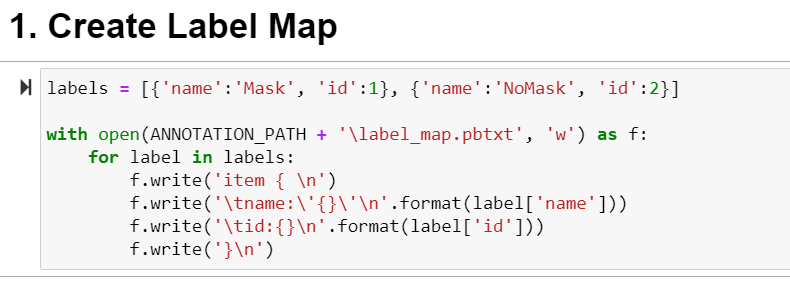 1. Create Label Map
labels = [{'name':'Mask', 'id':1}, {'name':'NoMask', 'id':2}]
with open(ANNOTATION_PATH + '\label_map.pbtxt', 'w') as f:
    for label in labels:
        f.write('item { \n')
        f.write('\tname:\'{}\'\n'.format(label['name']))
        f.write('\tid:{}\n'.format(label['id']))
        f.write('}\n')